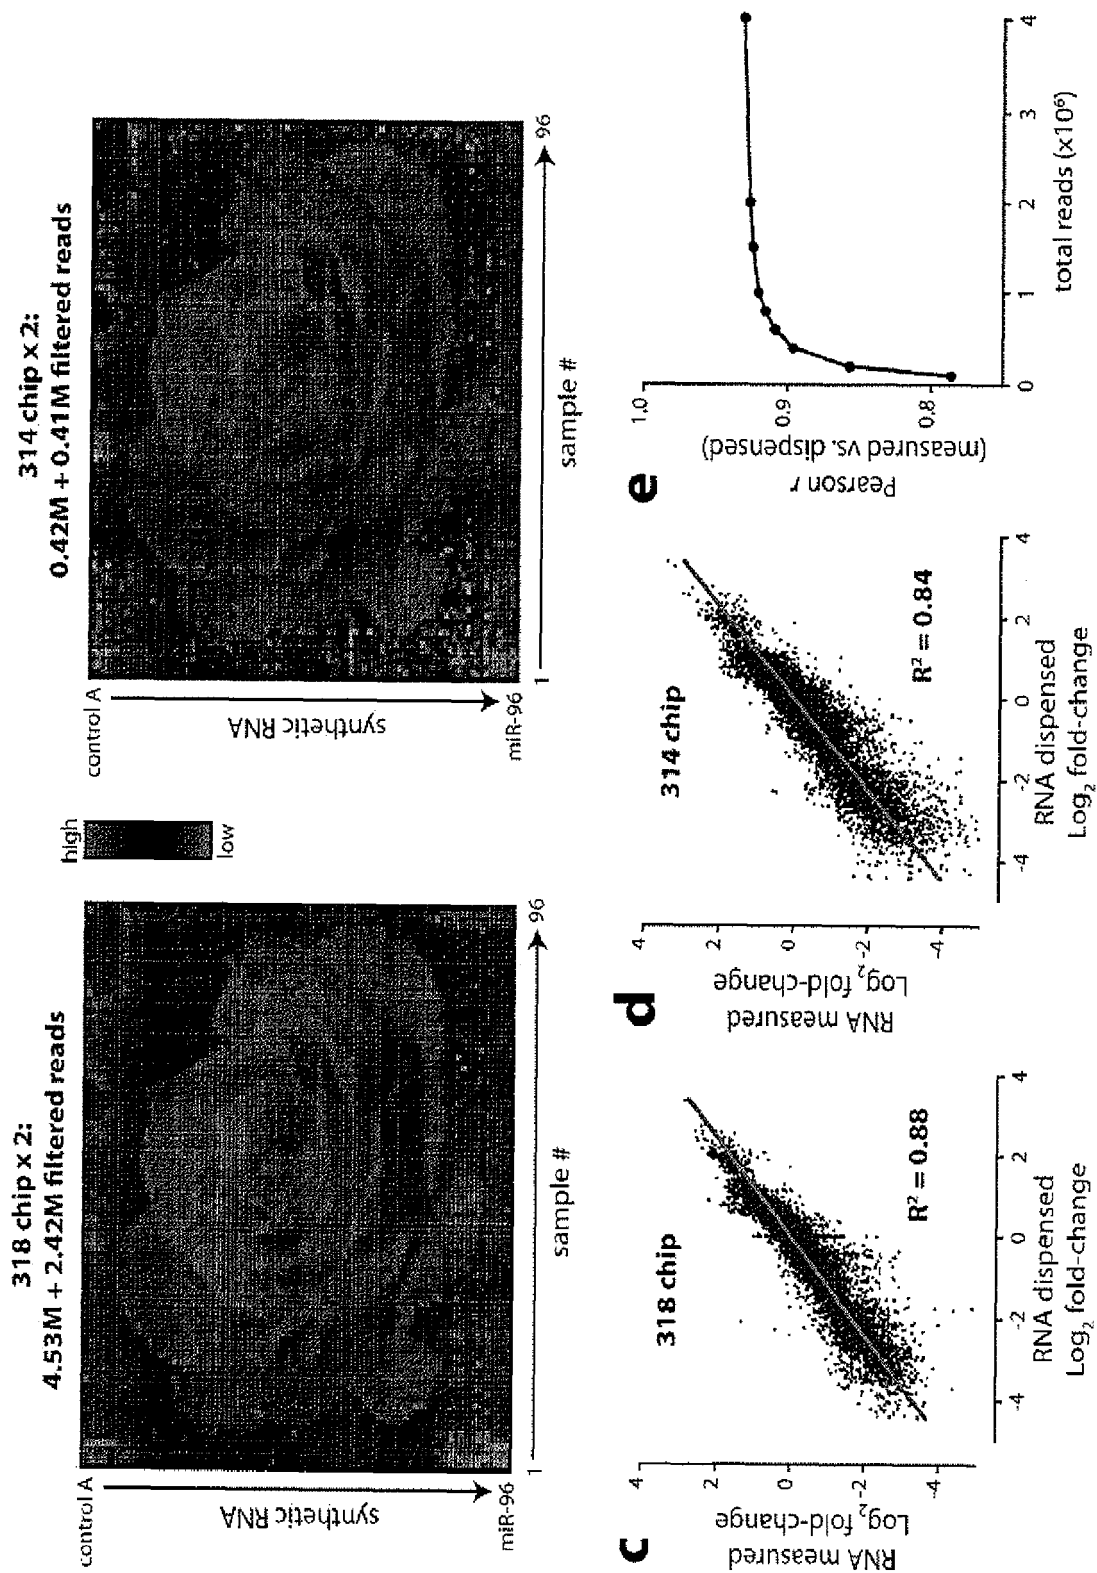 318 chip x 2:
4.53M + 2.42M filtered reads
control A
synthetic RNA
miR-96
1
96
sample #
high
low
314 chip x 2:
0.42M + 0.41M filtered reads
control A
synthetic RNA
miR-96
1
96
sample #
c
318 chip
RNA measured
Log₂ fold-change
4
2
0
-2
-4
R² = 0.88
-4
-2
0
2
4
RNA dispensed
Log₂ fold-change
d
314 chip
RNA measured
Log₂ fold-change
4
2
0
-2
-4
R² = 0.84
-4
-2
0
2
4
RNA dispensed
Log₂ fold-change
e
Pearson r
(measured vs. dispensed)
1.0
0.9
0.8
0
1
2
3
4
total reads (x10⁶)